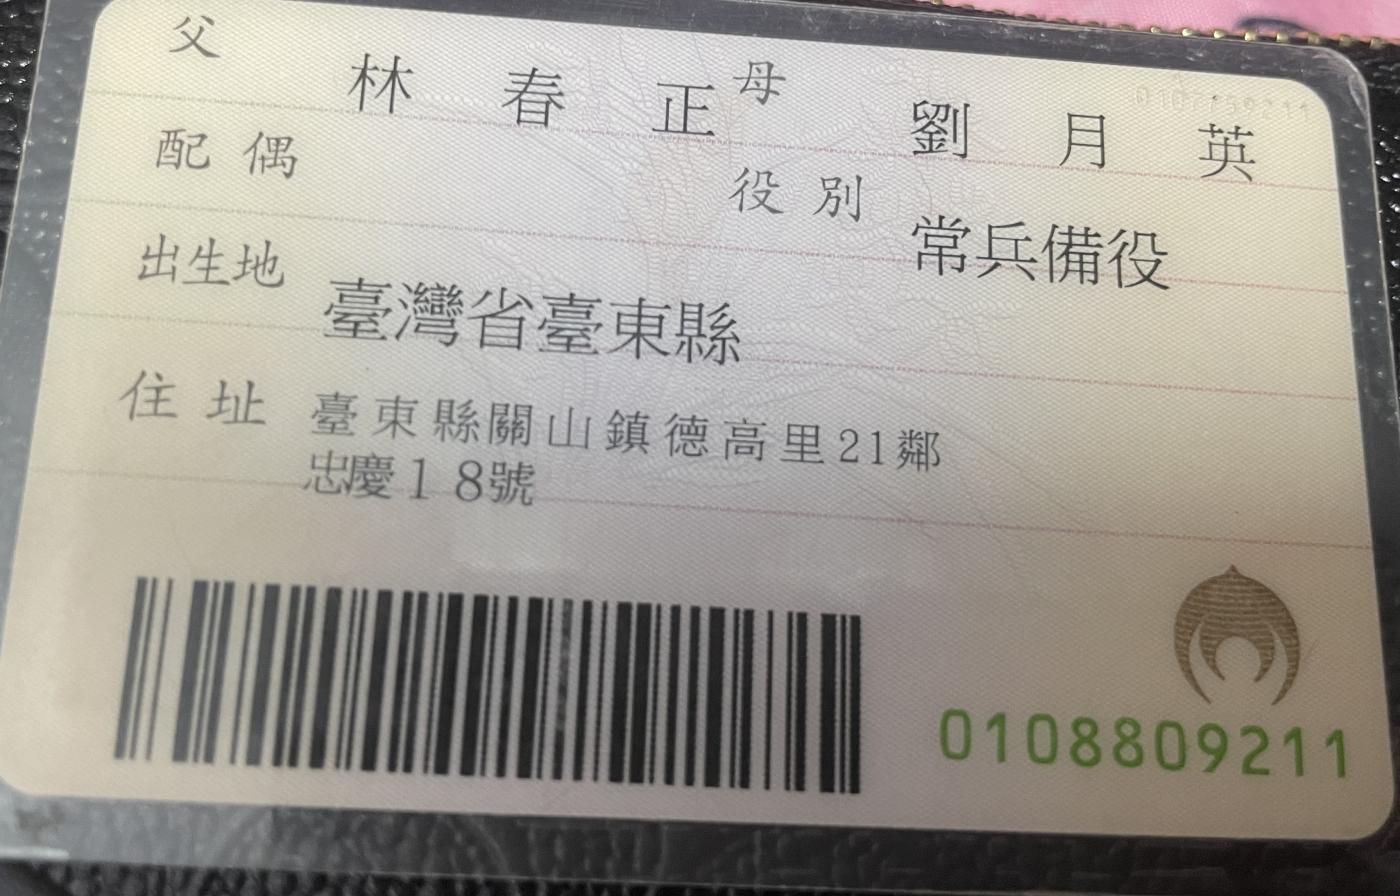 父 林春正 母 劉月英
配偶 役別 常兵備役
出生地 臺灣省臺東縣
住址 臺東縣關山鎮德高里21鄰
忠慶18號
0108809211